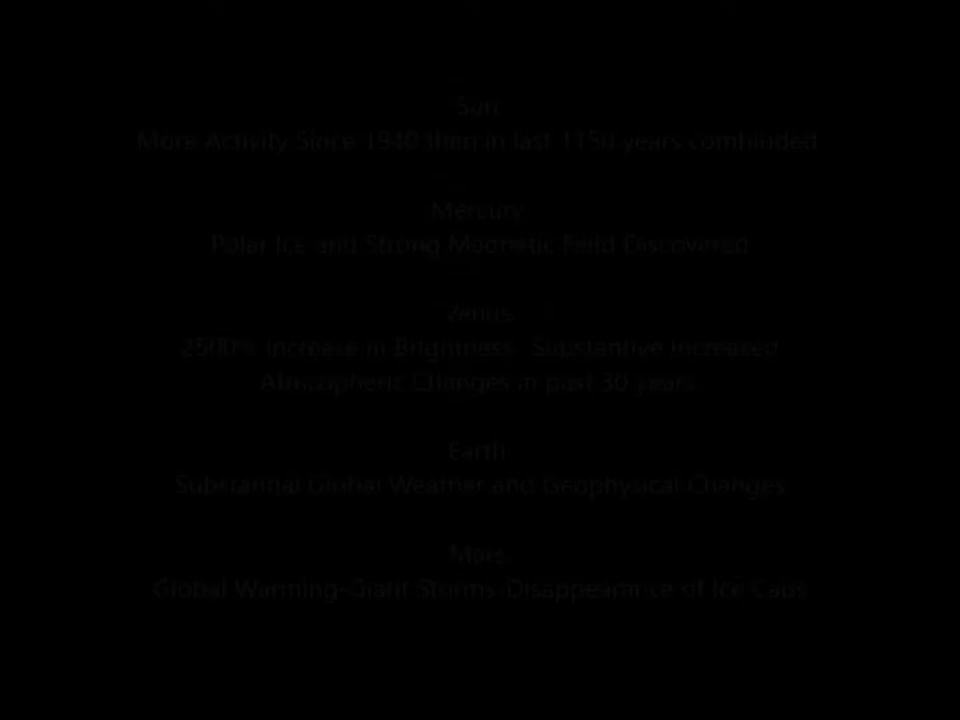 Sun
More Activity Since 1940 then in last 1150 years combinded
Mercury
Polar Ice and Strong Magnetic Field Discovered
Venus
2500% increase in Brightness Substantive increased
Atmospheric Changes in past 30 years
Earth
Substantial Global Weather and Geophysical Changes
Mars
Global Warming-Giant Storms-Disappearance of Ice Caps